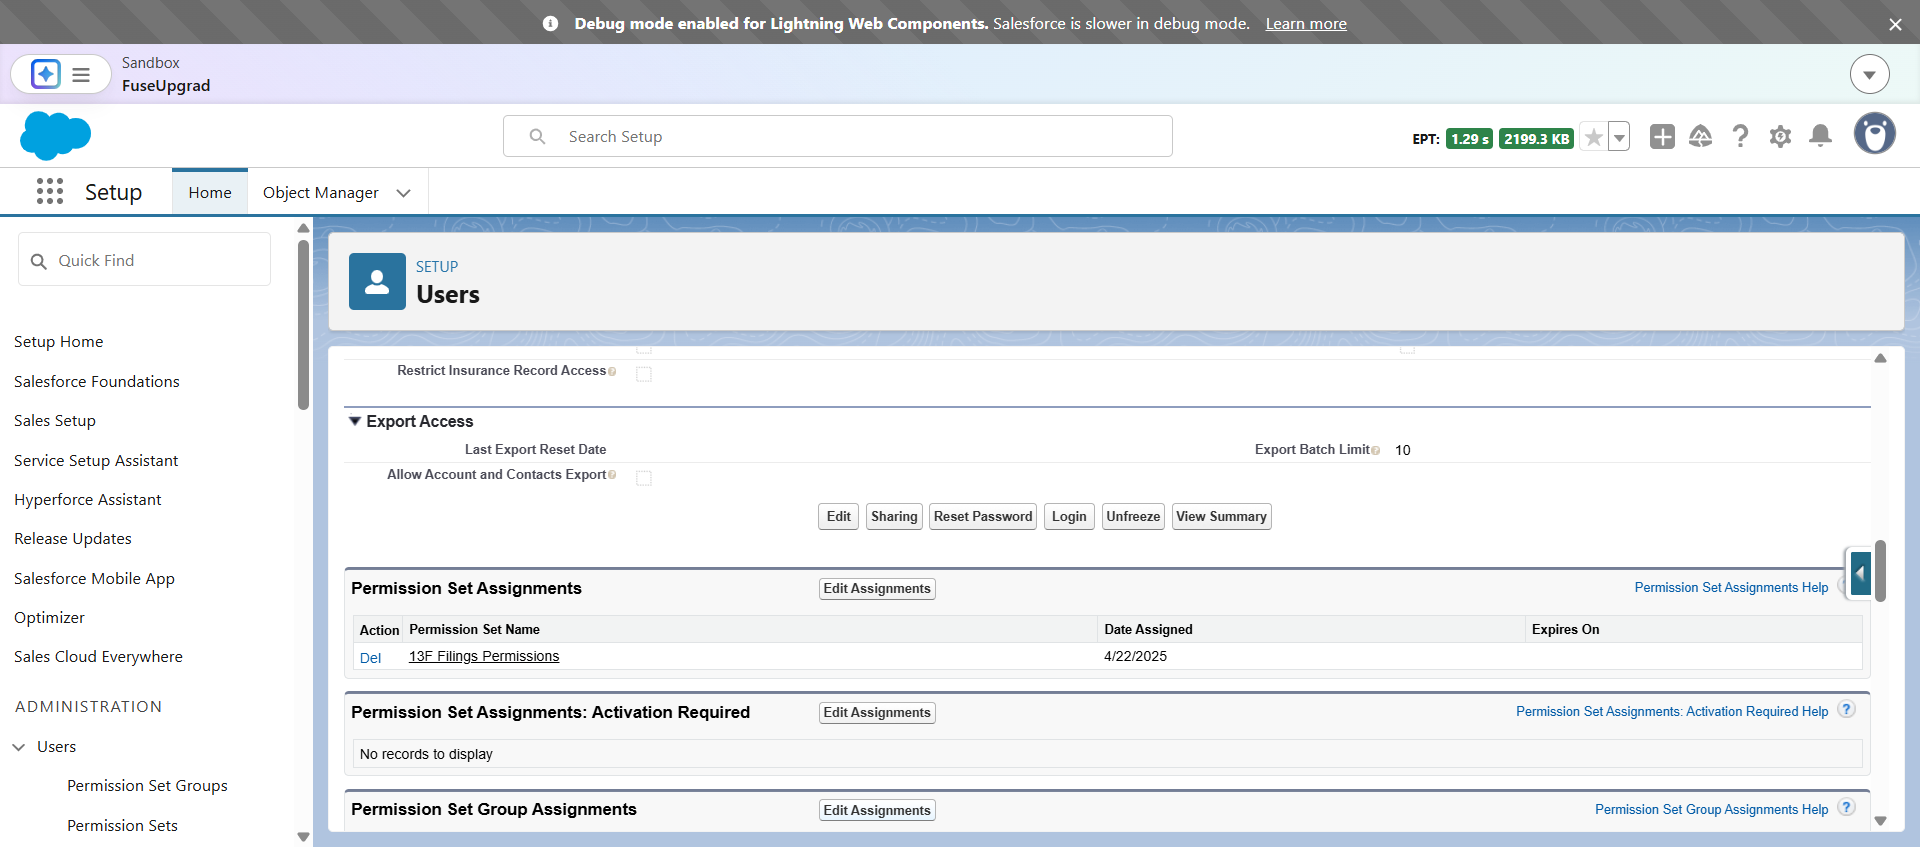 Debug mode enabled for Lightning Web Components. Salesforce is slower in debug mode. Learn more
Sandbox
FuseUpgrad
Search Setup
EPT: 1.29 s 2199.3 KB
Setup
Home
Object Manager
Quick Find
Setup Home
Salesforce Foundations
Sales Setup
Service Setup Assistant
Hyperforce Assistant
Release Updates
Salesforce Mobile App
Optimizer
Sales Cloud Everywhere
ADMINISTRATION
Users
Permission Set Groups
Permission Sets
SETUP
Users
Restrict Insurance Record Access
Export Access
Last Export Reset Date
Export Batch Limit 10
Allow Account and Contacts Export
Edit Sharing Reset Password Login Unfreeze View Summary
Permission Set Assignments Edit Assignments Permission Set Assignments Help
Action Permission Set Name Date Assigned Expires On
Del 13F Filings Permissions 4/22/2025
Permission Set Assignments: Activation Required Edit Assignments Permission Set Assignments: Activation Required Help ?
No records to display
Permission Set Group Assignments Edit Assignments Permission Set Group Assignments Help ?